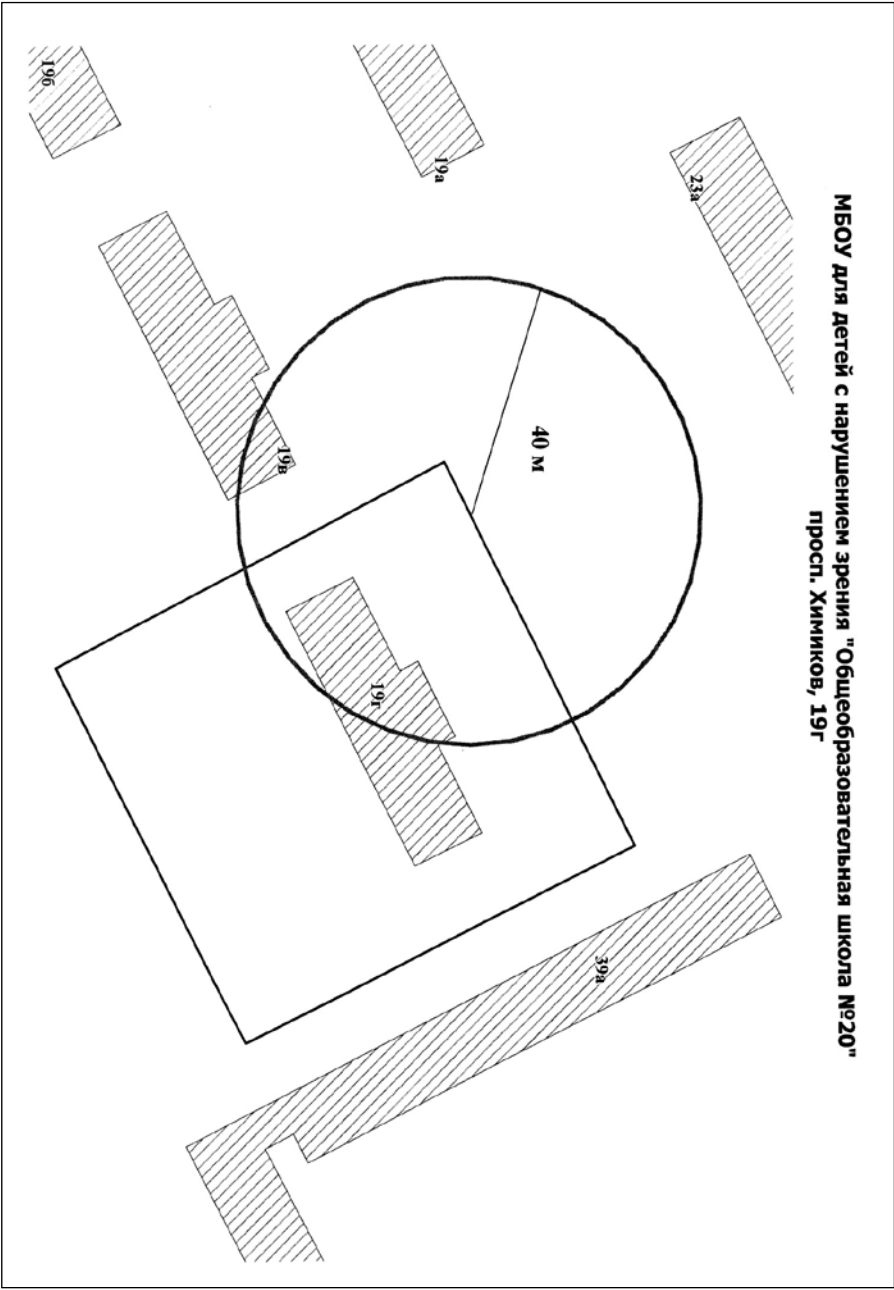 МБОУ для детей с нарушением зрения "Общеобразовательная школа №20"
просп. Химиков, 19г
23а
19а
19б
40 м
19в
19г
39а